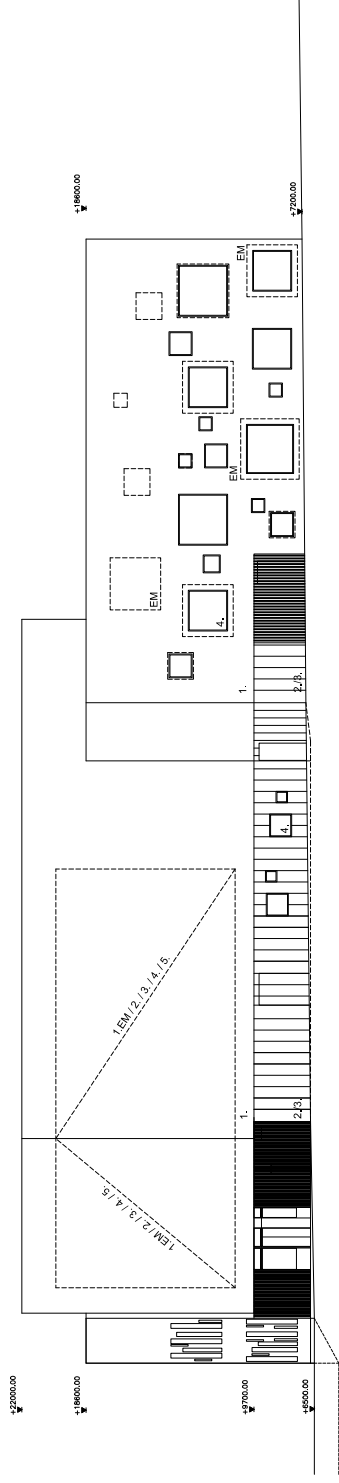 +18600.00
+7200.00
EM
EM
EM
4.
1.
2./3.
4.
1.EM / 2. / 3. / 4. / 5.
1.
2./3.
1.EM / 2. / 3. / 4. / 5.
+22000.00
+18600.00
+9700.00
+6500.00